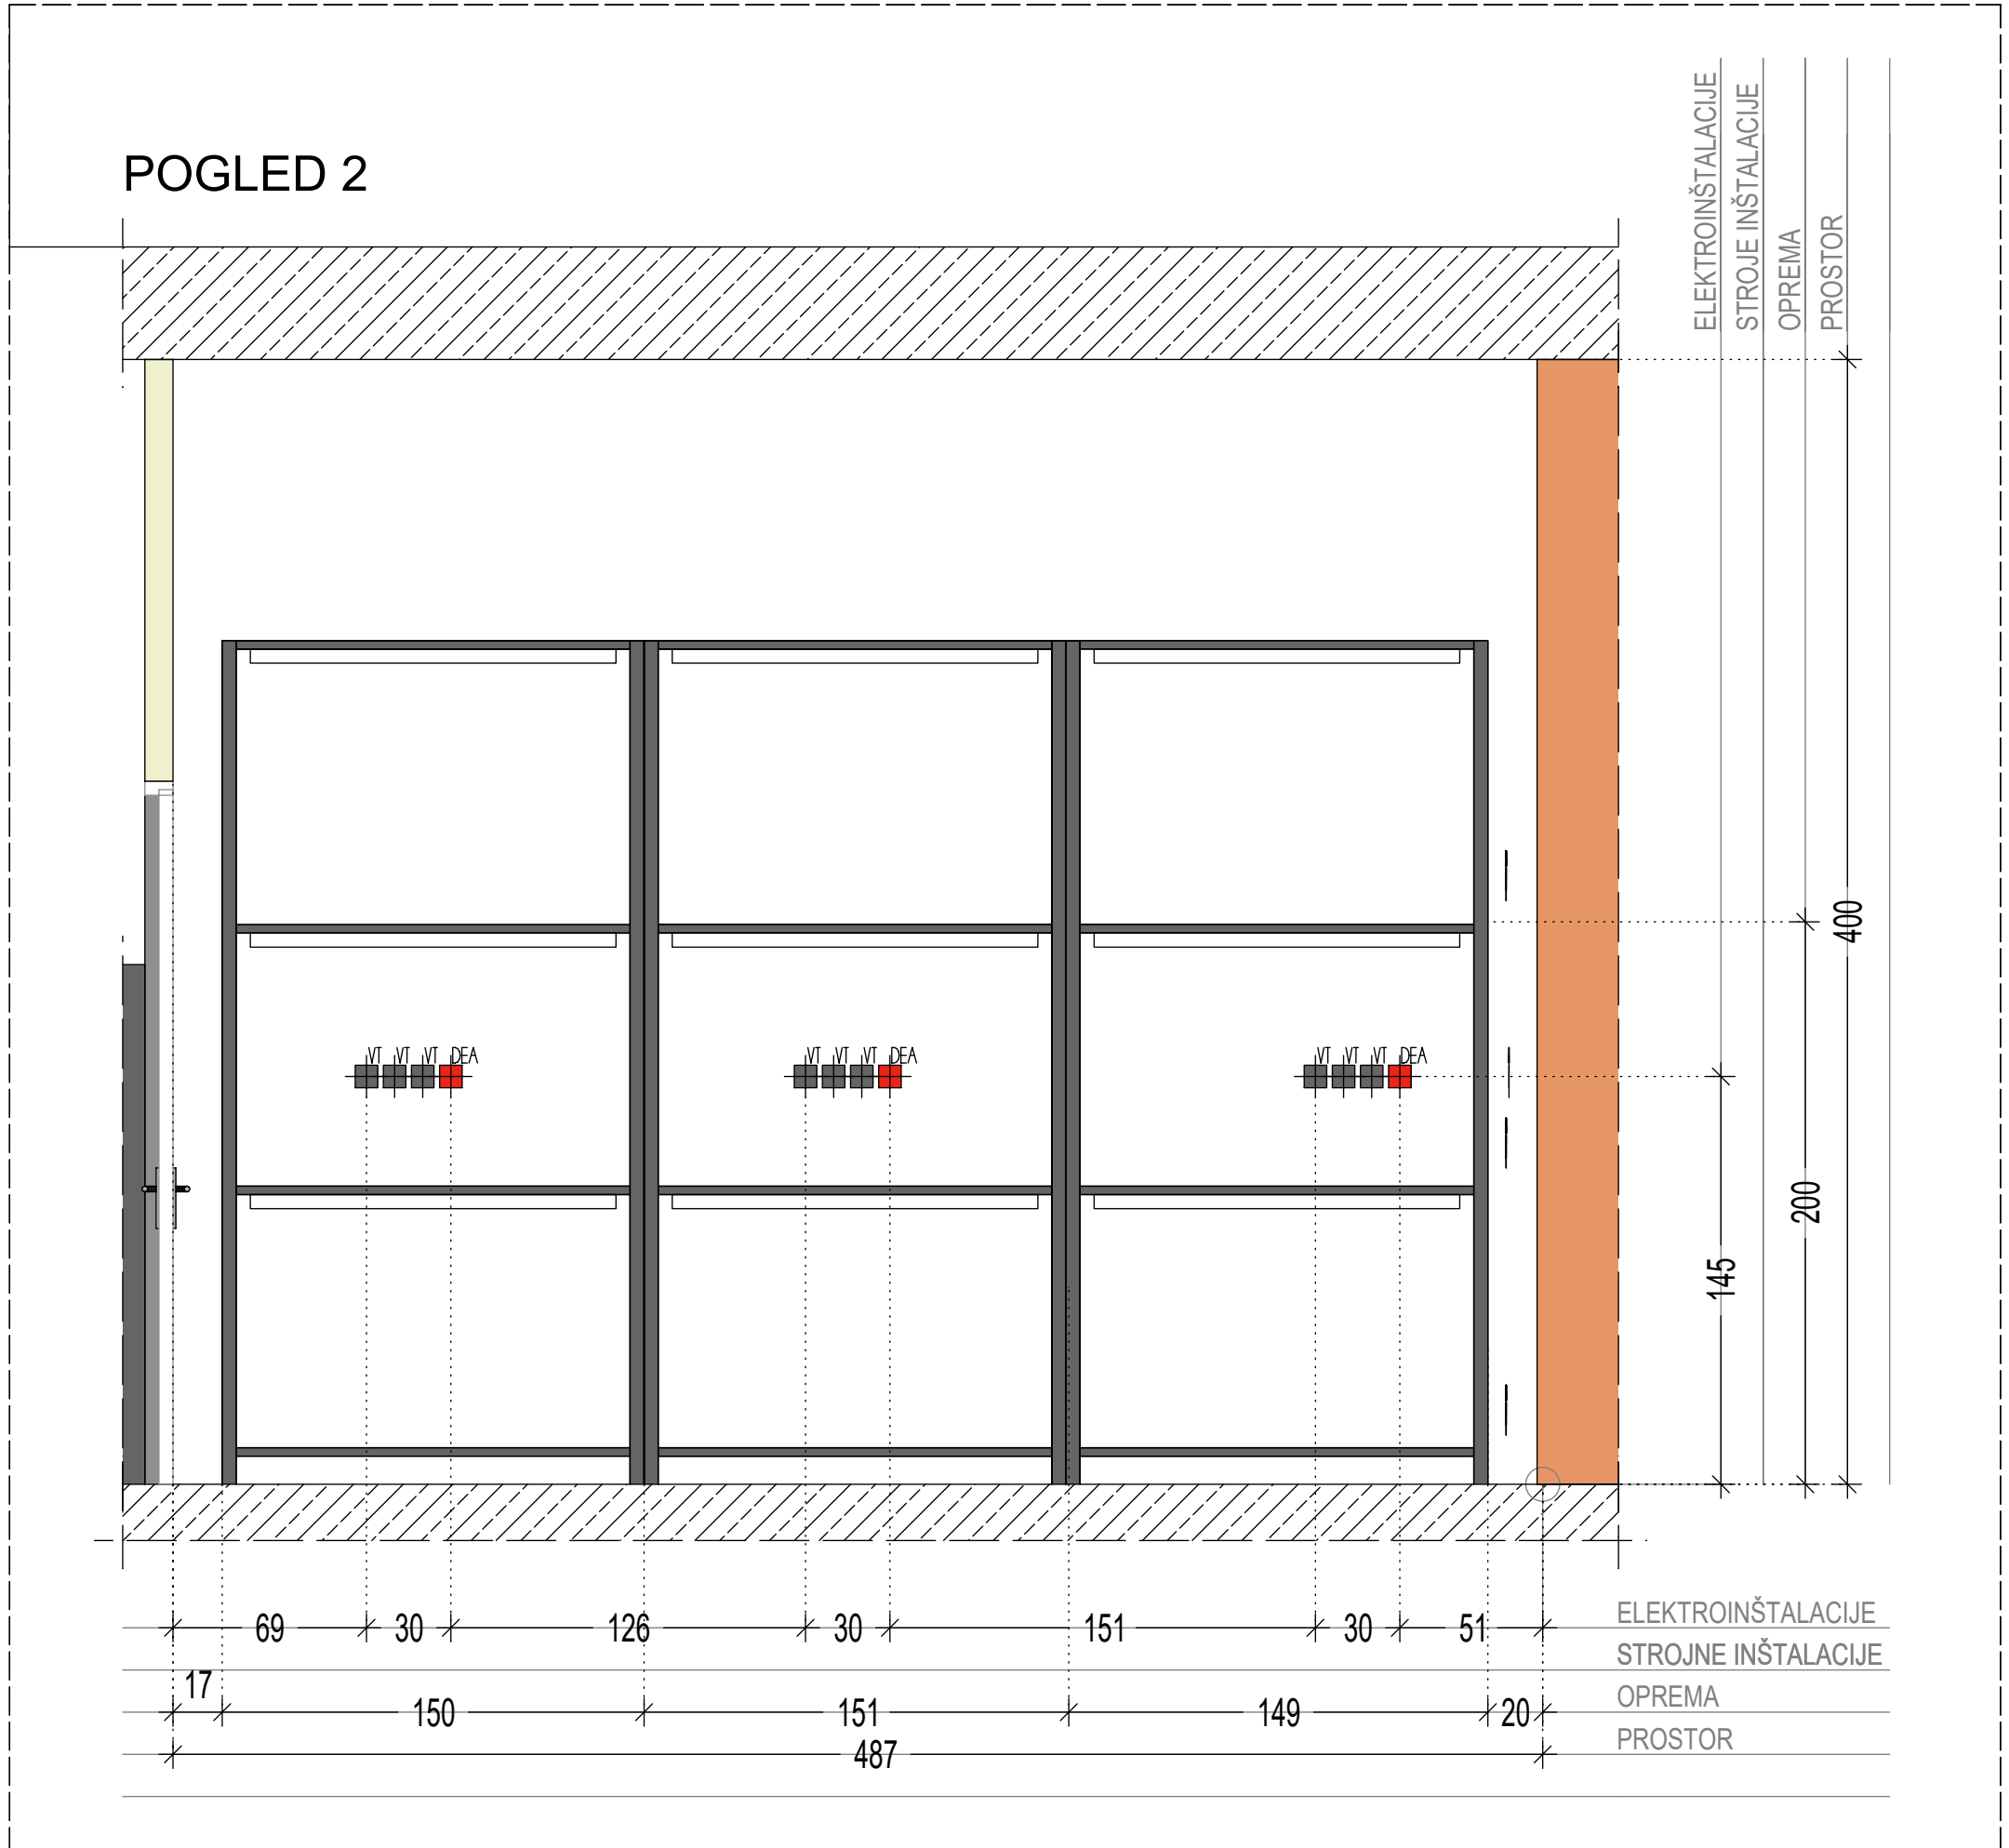 ELEKTROINŠTALACIJE
STROJE INŠTALACIJE
OPREMA
PROSTOR
POGLED 2
400
VT VT VT DEA
VT VT VT DEA
VT VT VT DEA
200
145
69 30 126 30 151 30 51 ELEKTROINŠTALACIJE
STROJNE INŠTALACIJE
17
150 151 149 20 OPREMA
487 PROSTOR